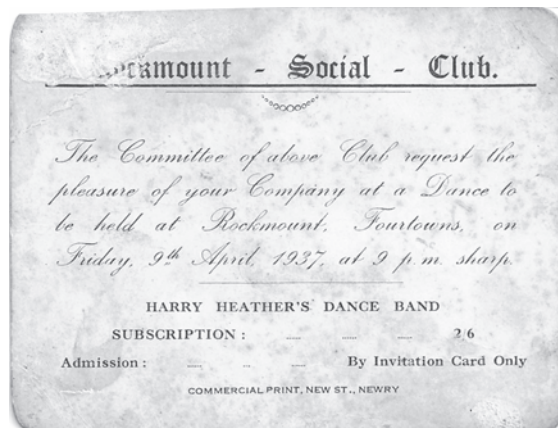 Rockmount - Social - Club.
The Committee of above Club request the
pleasure of your Company at a Dance to
be held at Rockmount, Fourtowns, on
Friday, 9th April, 1937, at 9 p.m. sharp.
HARRY HEATHER'S DANCE BAND
SUBSCRIPTION : ..... ..... ..... 2/6
Admission : ..... ... ..... By Invitation Card Only
COMMERCIAL PRINT, NEW ST., NEWRY